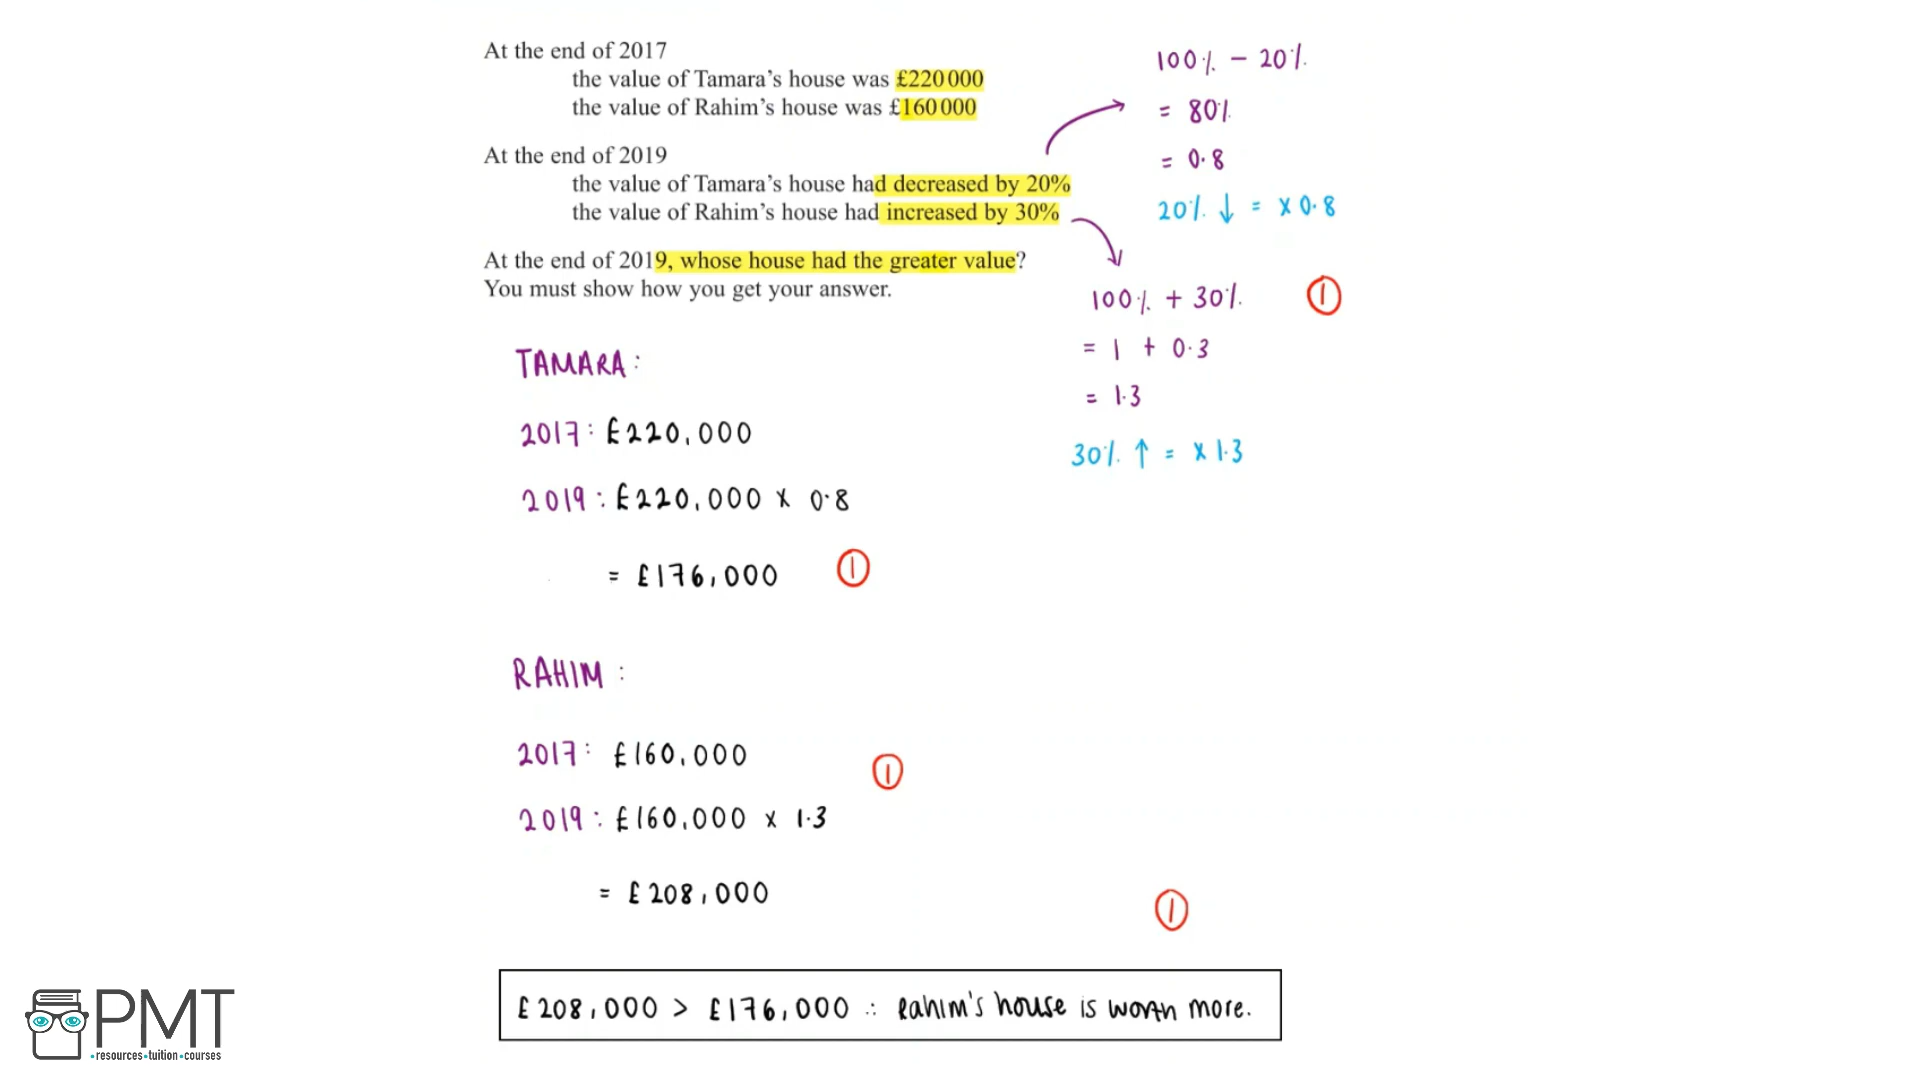 At the end of 2017
the value of Tamara's house was £220 000
the value of Rahim's house was £160 000
At the end of 2019
the value of Tamara's house had decreased by 20%
the value of Rahim's house had increased by 30%
At the end of 2019, whose house had the greater value?
You must show how you get your answer.
100% - 20%
= 80%
= 0.8
20% ↓ = × 0.8
100% + 30%
①
= 1 + 0.3
= 1.3
30% ↑ = × 1.3
TAMARA:
2017: £220,000
2019: £220,000 × 0.8
= £176,000 ①
RAHIM:
2017: £160,000
①
2019: £160,000 × 1.3
= £208,000
①
£208,000 > £176,000 ∴ Rahim's house is worth more.
PMT
•resources•tuition•courses